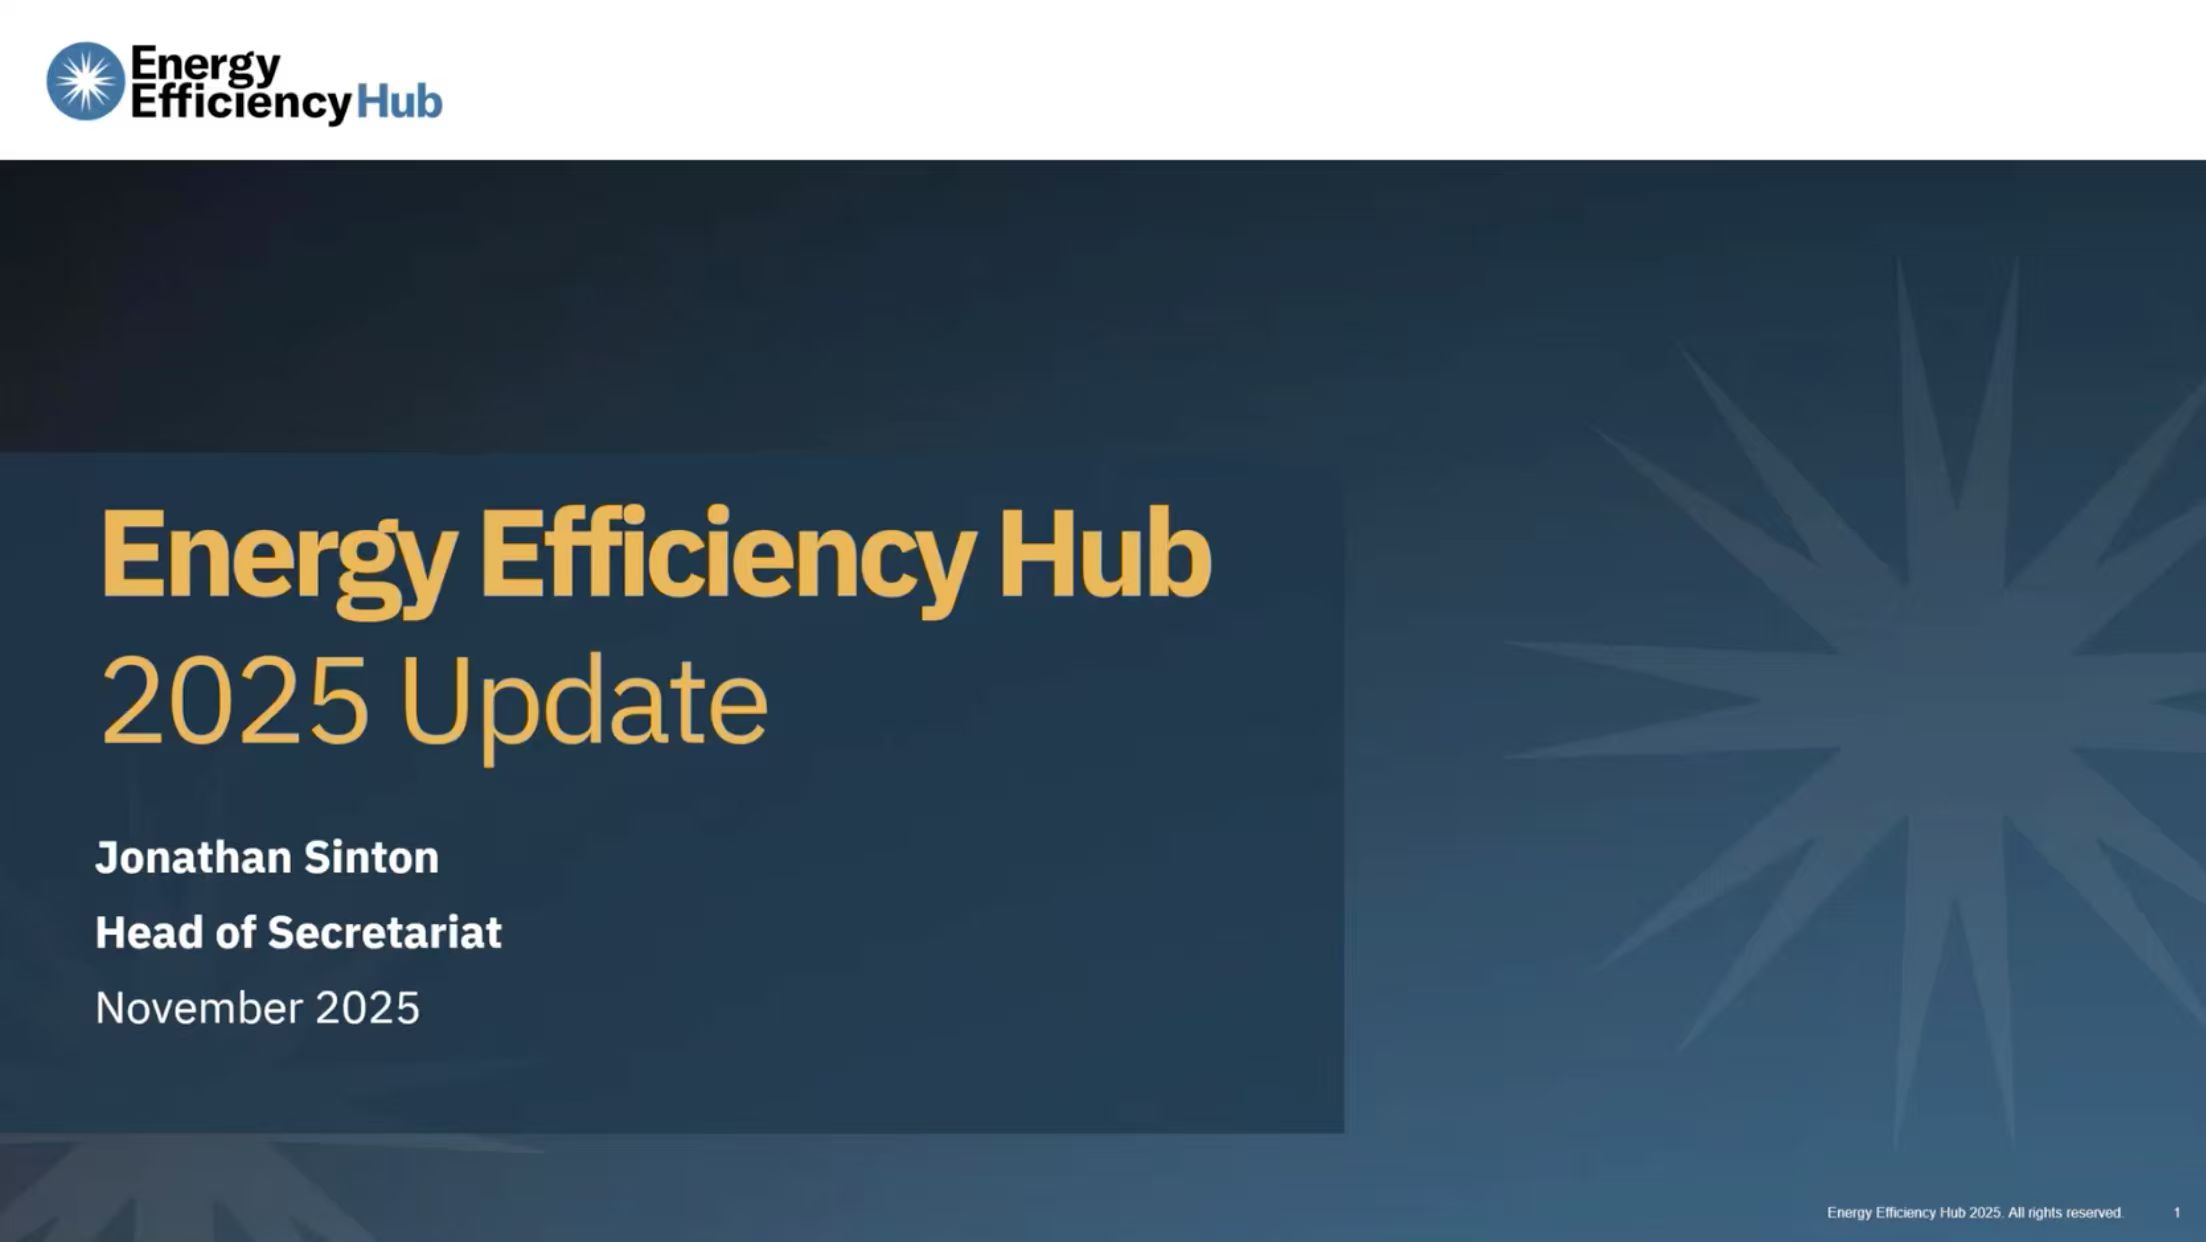 Energy
Efficiency Hub
Energy Efficiency Hub
2025 Update
Jonathan Sinton
Head of Secretariat
November 2025
Energy Efficiency Hub 2025. All rights reserved.
1